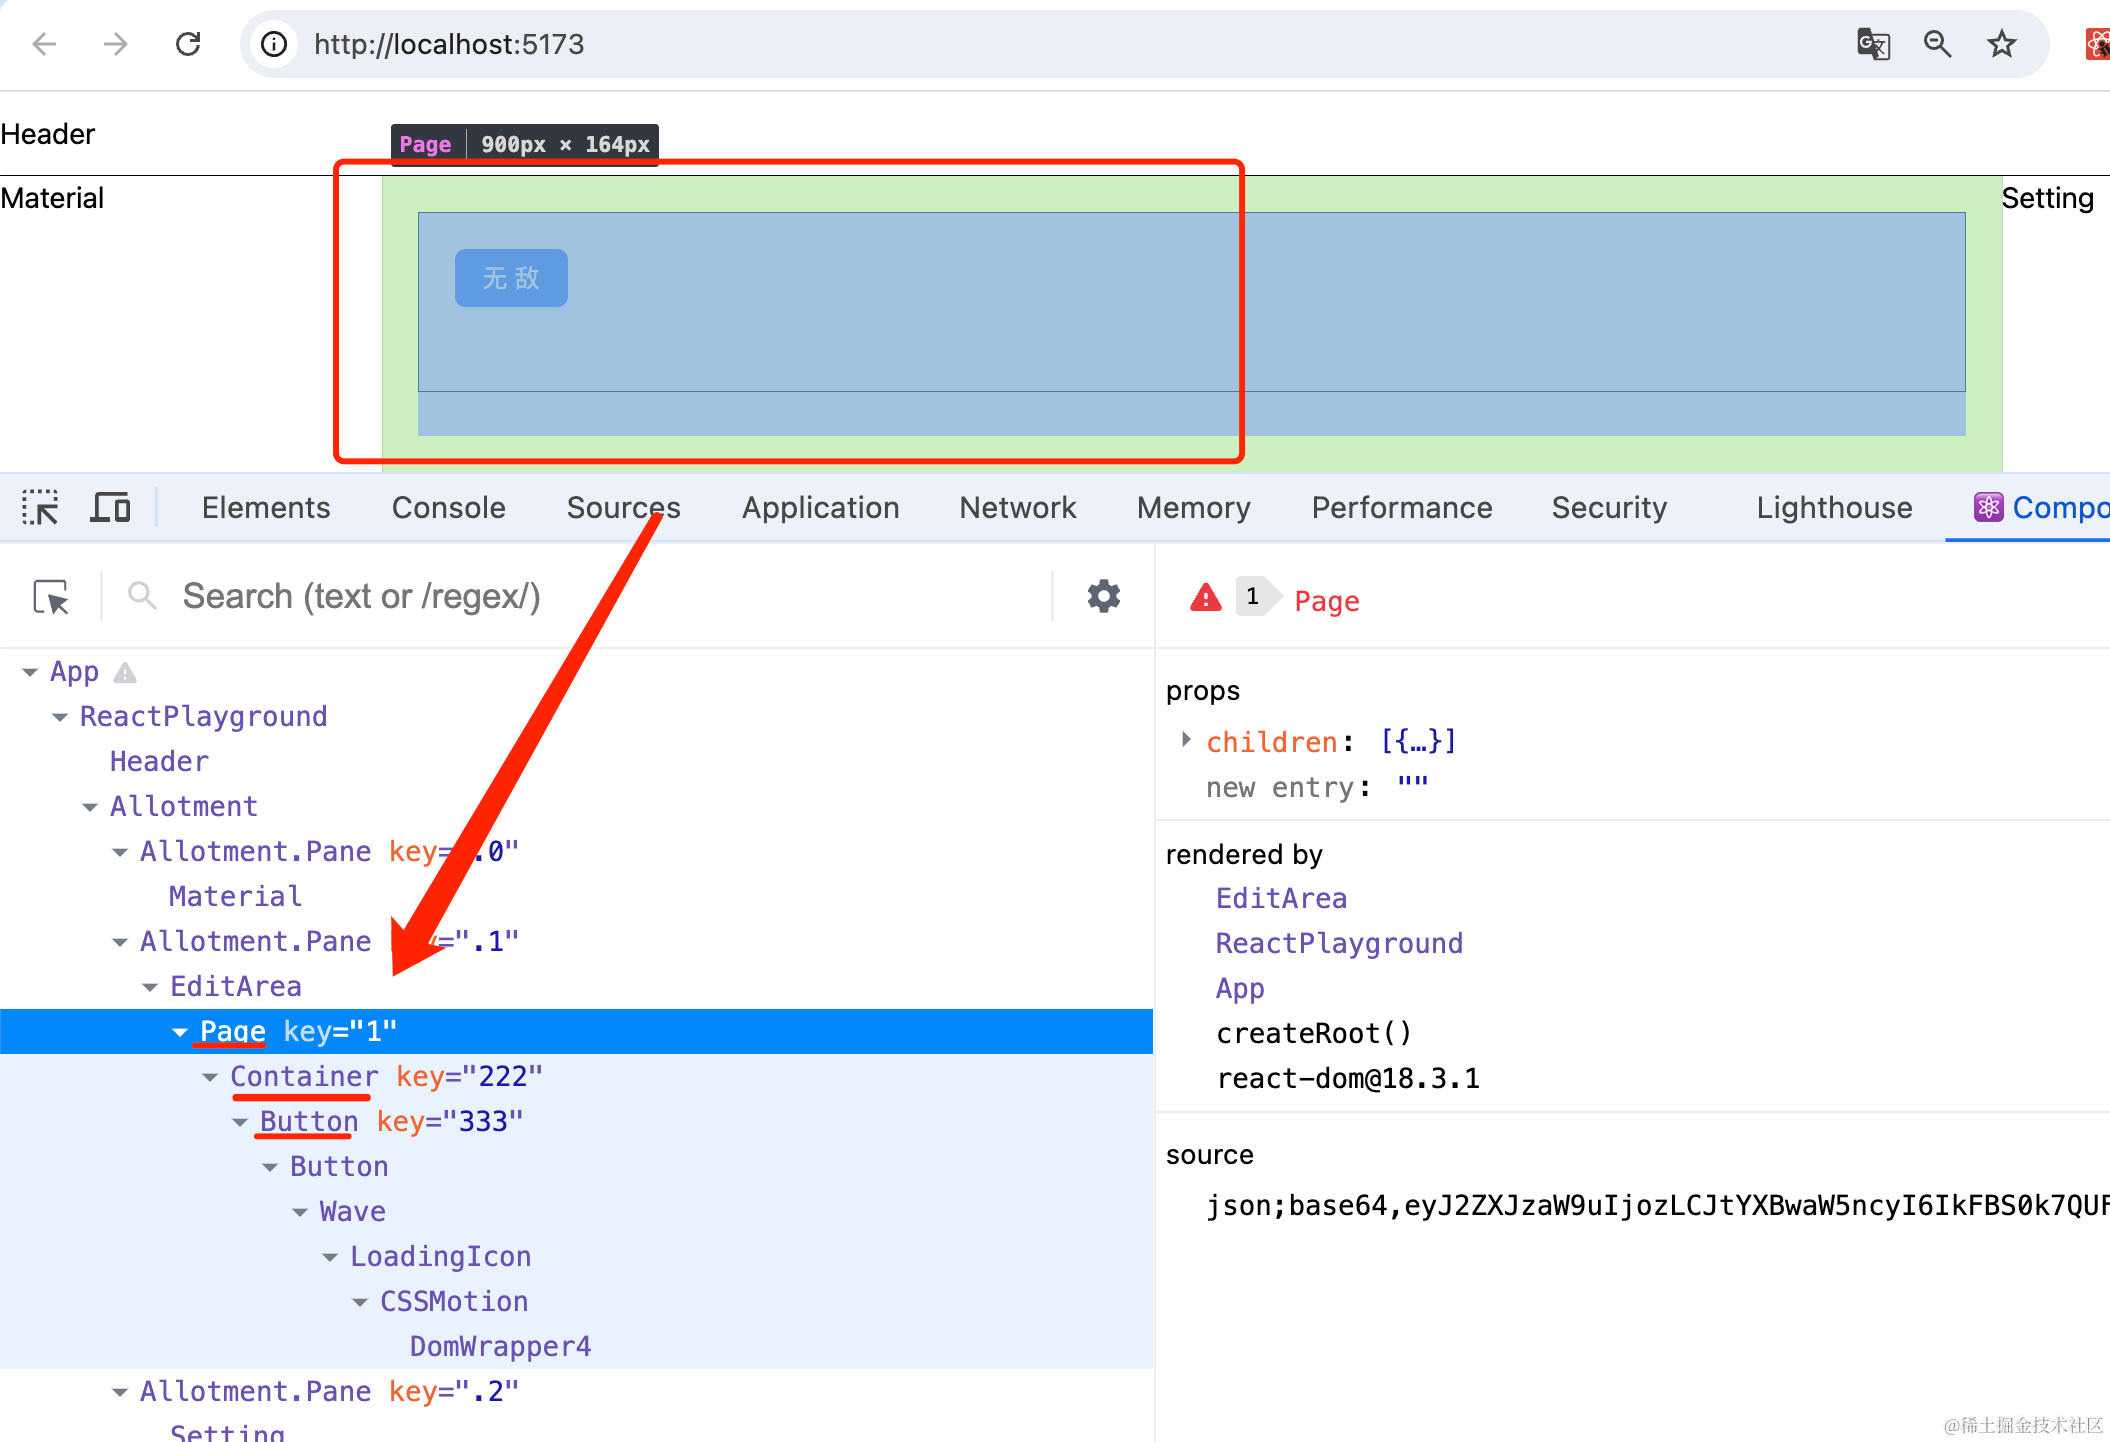 http://localhost:5173
Header
Page 900px × 164px
Material
Setting
无 敌
Elements Console Sources Application Network Memory Performance Security Lighthouse Compo
Search (text or /regex/)
1 Page
App
ReactPlayground
Header
Allotment
Allotment.Pane key=".0"
Material
Allotment.Pane key=".1"
EditArea
Page key="1"
Container key="222"
Button key="333"
Button
Wave
LoadingIcon
CSSMotion
DomWrapper4
Allotment.Pane key=".2"
Setting
props
children: [{…}]
new entry: ""
rendered by
EditArea
ReactPlayground
App
createRoot()
react-dom@18.3.1
source
json;base64,eyJ2ZXJzaW9uIjozLCJtYXBwaW5ncyI6IkFBS0k7QUF
@稀土掘金技术社区